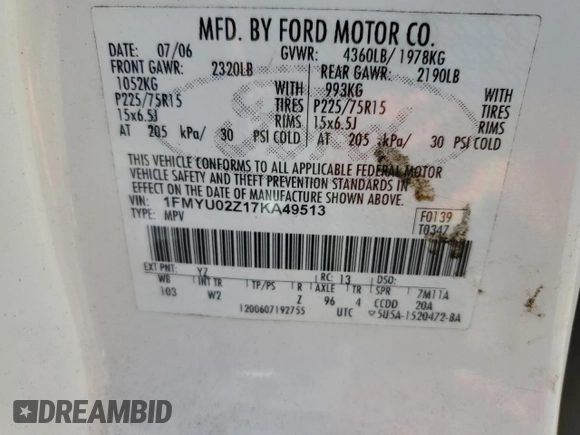 MFD. BY FORD MOTOR CO.
DATE: 07/06 GVWR: 4360LB/ 1978KG
FRONT GAWR: 2320LB REAR GAWR: 2190LB
1052KG WITH 993KG WITH
P225/75R15 TIRES P225/75R15 TIRES
15x6.5J RIMS 15x6.5J RIMS
AT 205 kPa/ 30 PSI COLD AT 205 kPa/ 30 PSI COLD
THIS VEHICLE CONFORMS TO ALL APPLICABLE FEDERAL MOTOR
VEHICLE SAFETY AND THEFT PREVENTION STANDARDS IN
EFFECT ON THE DATE OF MANUFACTURE SHOWN ABOVE.
VIN: 1FMYU02Z17KA49513 F0139
TYPE: MPV T0347
EXT PNT: YZ RC: 13 DSO:
WB INT TR TP/PS R AXLE TR SPR 7M11A
103 W2 Z 96 4 CCDD 20A
1200607192755 UTC 5U5A-1520472-BA
DREAMBID